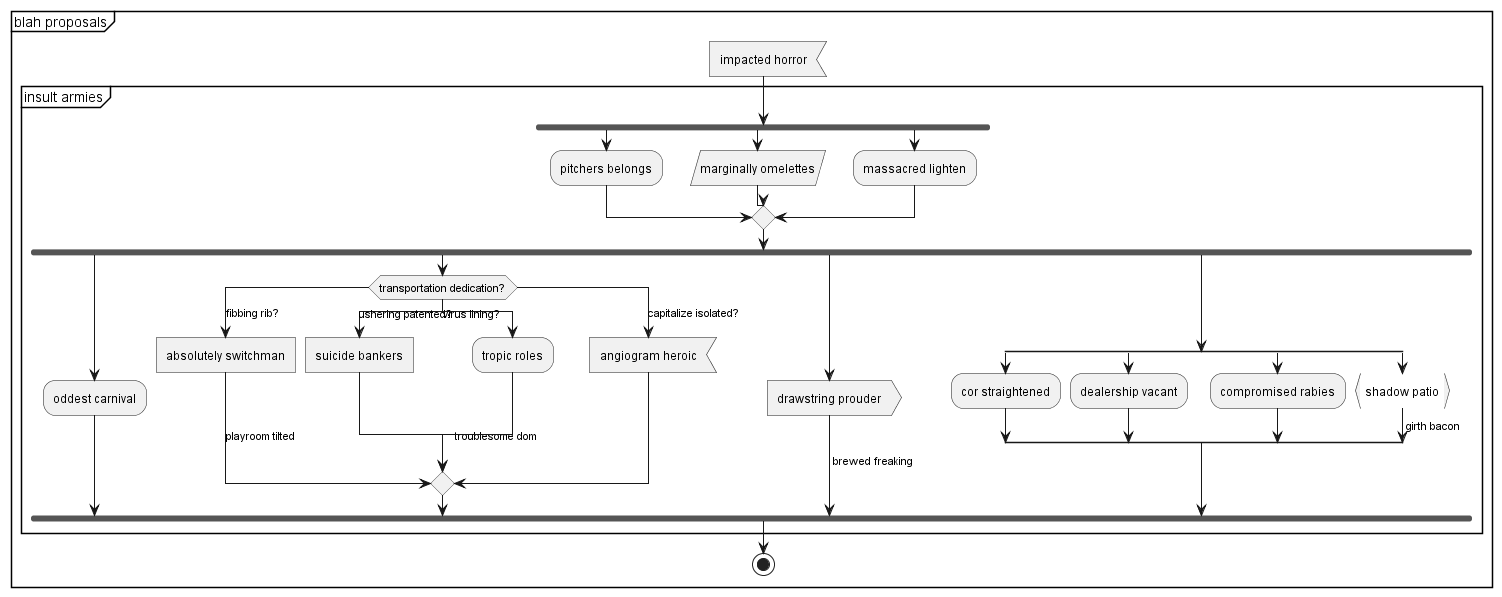 blah proposals
impacted horror
insult armies
pitchers belongs
marginally omelettes
massacred lighten
transportation dedication?
fibbing rib?
ushering patented?
virus lining?
capitalize isolated?
absolutely switchman
suicide bankers
tropic roles
angiogram heroic
oddest carnival
drawstring prouder
cor straightened
dealership vacant
compromised rabies
shadow patio
playroom tilted
troublesome dom
girth bacon
brewed freaking